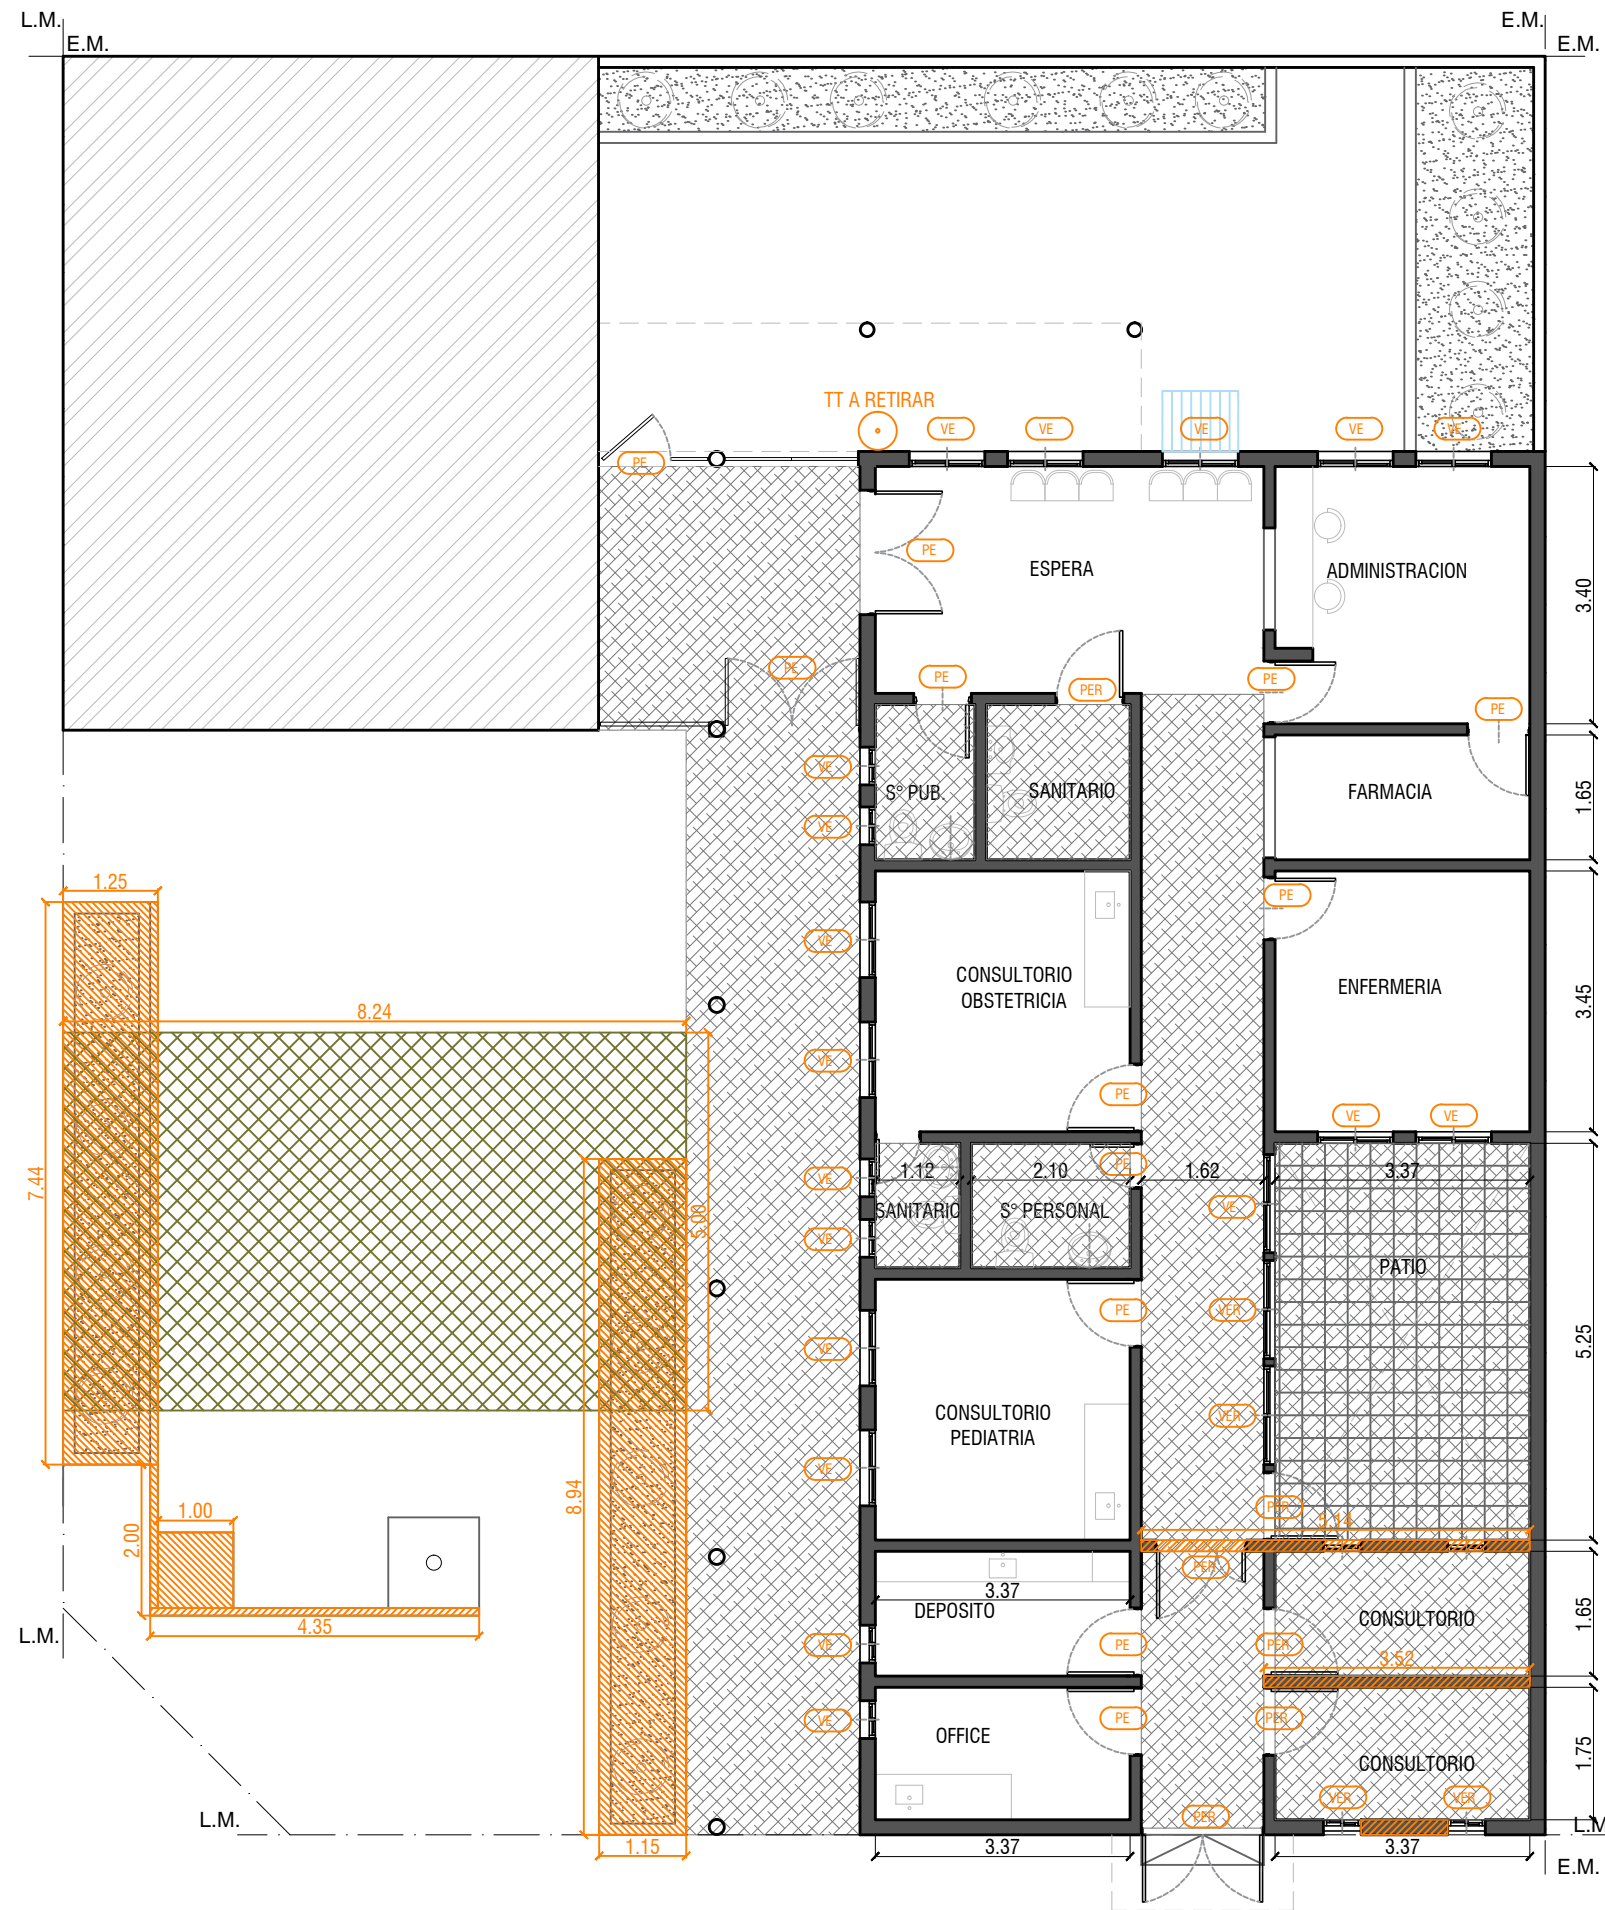 L.M.
E.M.
E.M.
E.M.
TT A RETIRAR
VE
VE
VE
VE
VE
PE
PE
ESPERA
ADMINISTRACION
3.40
PE
PE
PER
PE
PE
S° PUB.
SANITARIO
FARMACIA
1.65
VE
VE
1.25
PE
VE
CONSULTORIO
OBSTETRICIA
ENFERMERIA
3.45
8.24
VE
PE
VE
VE
7.44
5.00
1.12
2.10
PE
1.62
3.37
VE
SANITARIO
S° PERSONAL
VE
VE
PATIO
PE
VER
VE
5.25
CONSULTORIO
PEDIATRIA
VER
VE
8.94
1.00
2.00
PER
5.14
PER
3.37
DEPOSITO
CONSULTORIO
1.65
4.35
L.M.
VE
PE
PER
3.52
VE
PE
PER
OFFICE
CONSULTORIO
1.75
VER
VER
PER
L.M.
L.M
1.15
3.37
3.37
E.M.